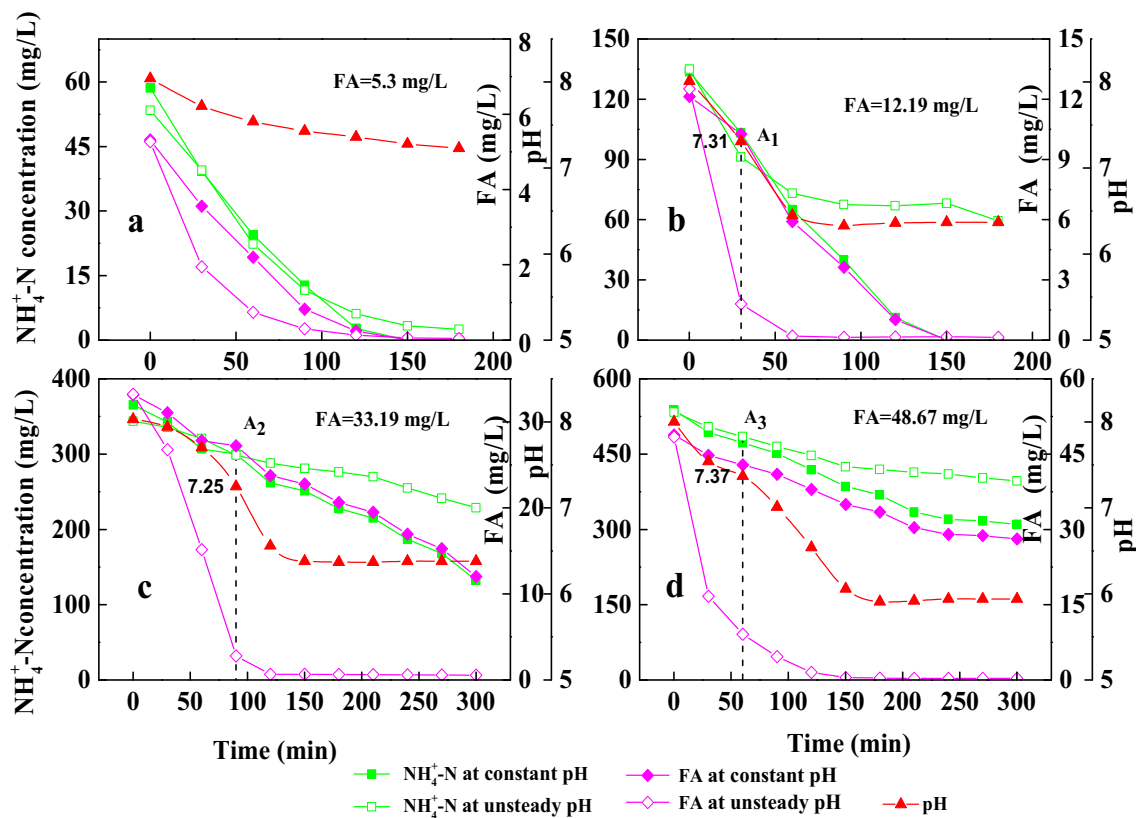 NH₄⁺-N concentration (mg/L)
60
45
30
15
0
FA=5.3 mg/L
a
8
6
4
2
0
FA (mg/L)
8
7
6
5
pH
0 50 100 150 200
150
120
90
60
30
0
FA=12.19 mg/L
7.31
A₁
b
15
12
9
6
3
0
FA (mg/L)
8
7
6
5
pH
0 50 100 150 200
NH₄⁺-Nconcentration (mg/L)
400
300
200
100
0
FA=33.19 mg/L
A₂
7.25
c
30
20
10
0
FA (mg/L)
8
7
6
5
pH
0 50 100 150 200 250 300
Time (min)
600
450
300
150
0
FA=48.67 mg/L
A₃
7.37
d
60
45
30
15
0
FA (mg/L)
8
7
6
5
pH
0 50 100 150 200 250 300
Time (min)
NH₄⁺-N at constant pH
FA at constant pH
NH₄⁺-N at unsteady pH
FA at unsteady pH
pH